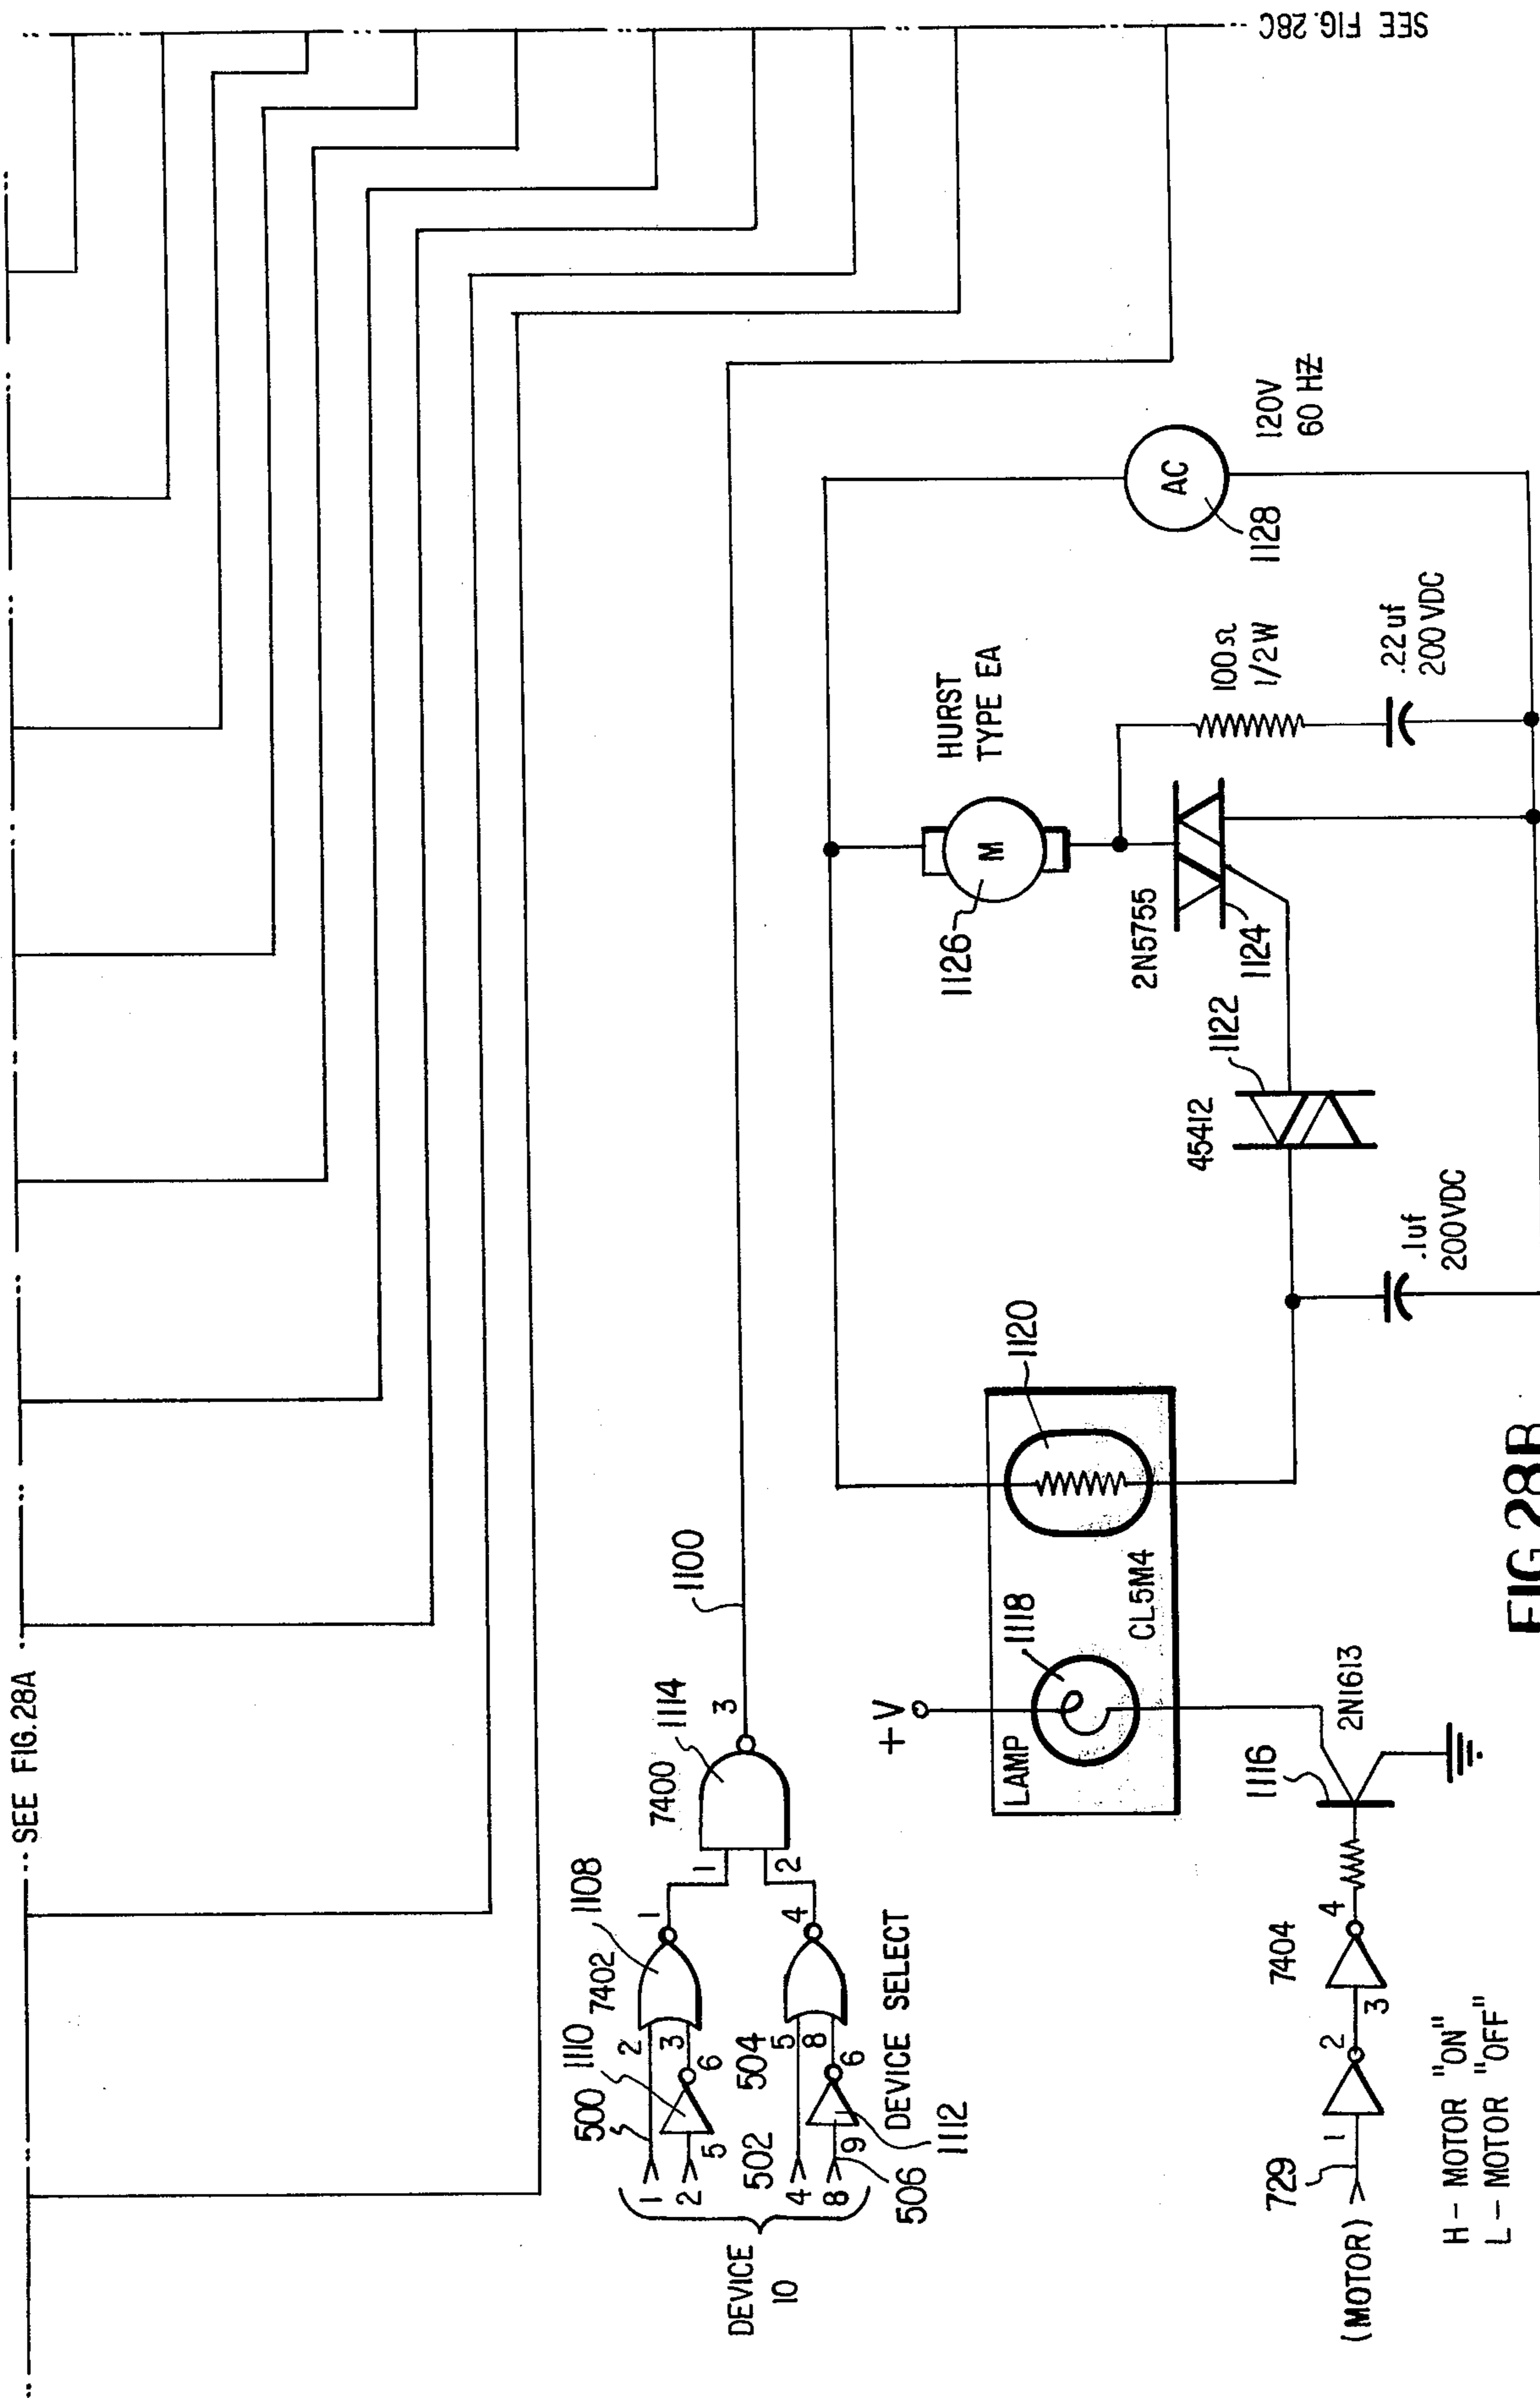 SEE FIG. 28A
SEE FIG. 28C
DEVICE
10
1
2
4
8
500
502
504
506
1110
5
6
2
3
7402
1108
1
5
8
9
6
4
1112
DEVICE SELECT
7400
1114
1
2
3
1100
+V
LAMP
1118
CL5M4
1120
(MOTOR)
729
1
2
3
4
7404
1116
2N1613
H - MOTOR "ON"
L - MOTOR "OFF"
.1uf
200VDC
45412
1122
2N5755
1124
1126
M
HURST
TYPE EA
100Ω
1/2W
.22uf
200VDC
AC
1128
120V
60 HZ
FIG. 28B